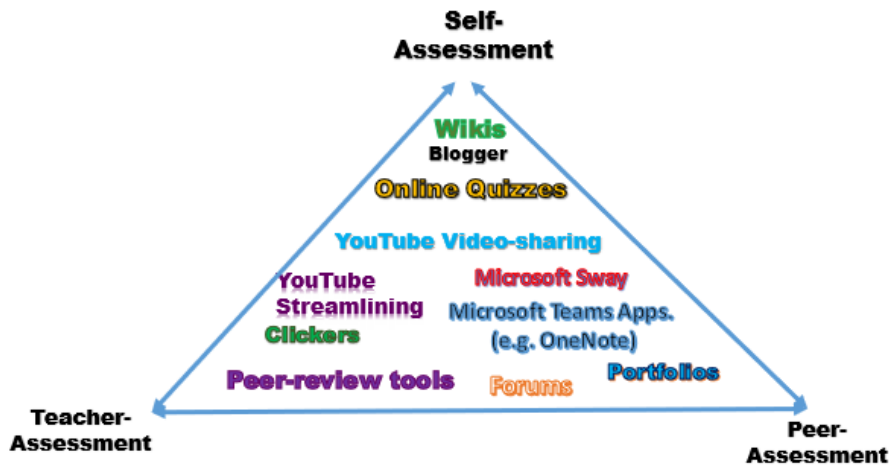 Self-
Assessment
Wikis
Blogger
Online Quizzes
YouTube Video-sharing
YouTube
Streamlining
Microsoft Sway
Microsoft Teams Apps.
(e.g. OneNote)
Clickers
Peer-review tools
Forums
Portfolios
Teacher-
Assessment
Peer-
Assessment